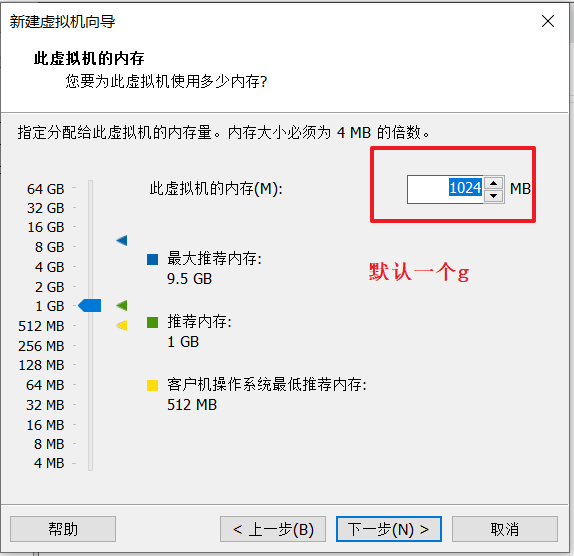 新建虚拟机向导
此虚拟机的内存
您要为此虚拟机使用多少内存?
指定分配给此虚拟机的内存量。内存大小必须为 4 MB 的倍数。
64 GB
32 GB
16 GB
8 GB
4 GB
2 GB
1 GB
512 MB
256 MB
128 MB
64 MB
32 MB
16 MB
8 MB
4 MB
此虚拟机的内存(M): 1024 MB
默认一个g
最大推荐内存:
9.5 GB
推荐内存:
1 GB
客户机操作系统最低推荐内存:
512 MB
帮助 < 上一步(B) 下一步(N) > 取消